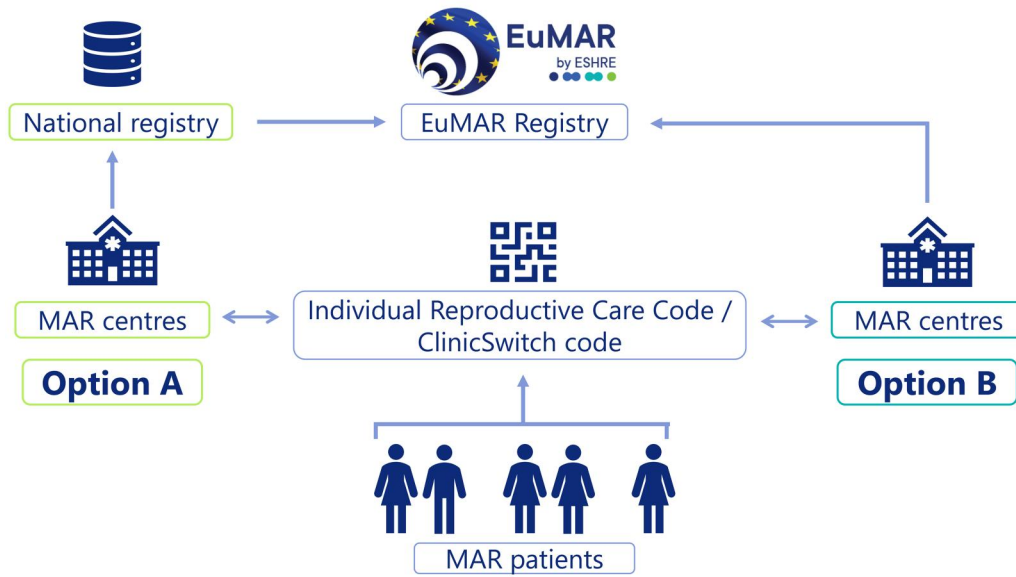 EuMAR
by ESHRE
National registry
EuMAR Registry
Individual Reproductive Care Code /
ClinicSwitch code
MAR centres
MAR centres
Option A
Option B
MAR patients